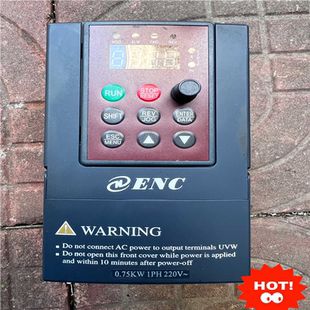 RUN
STOP
SHIFT
REV
JOG
ENTER
DATA
ESC
MENU
ENC
WARNING
Do not connect AC power to output terminals UVW
Do not open this front cover while power is applied
and within 10 minutes after power-off
0.75KW 1PH 220V~
HOT!